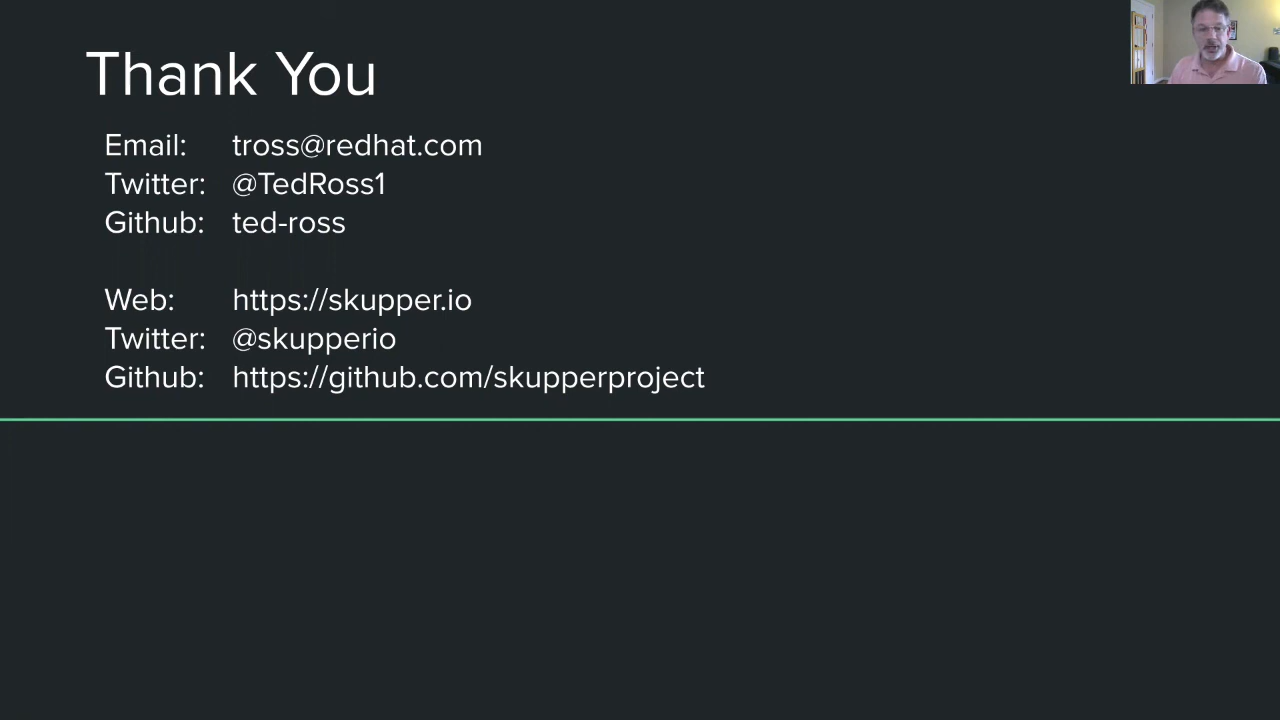 Thank You
Email: tross@redhat.com
Twitter: @TedRoss1
Github: ted-ross
Web: https://skupper.io
Twitter: @skupperio
Github: https://github.com/skupperproject